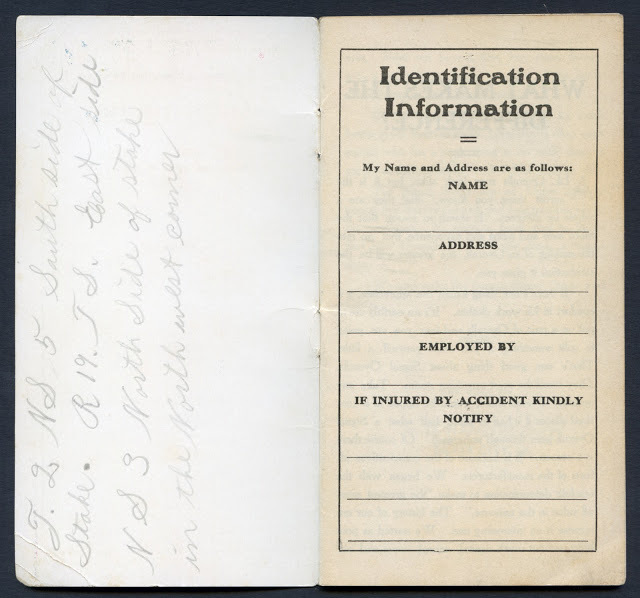 T. 2 N S 5 South side of
Stake. R 19. T S. East side.
N S 3 North Side of stake
in the North west corner
Identification
Information
My Name and Address are as follows:
NAME
ADDRESS
EMPLOYED BY
IF INJURED BY ACCIDENT KINDLY
NOTIFY